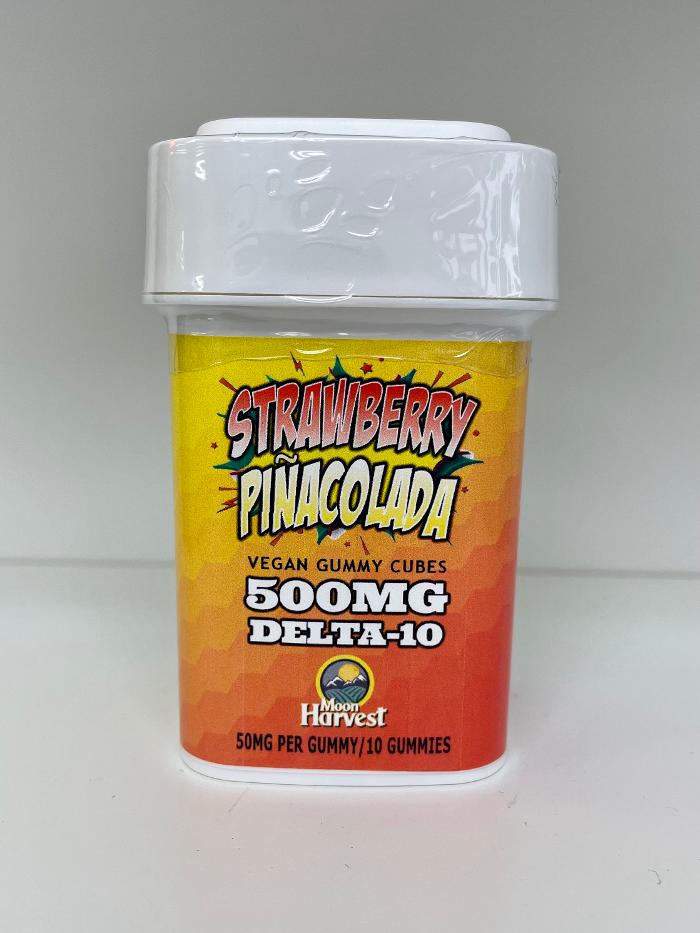 STRAWBERRY
PIÑACOLADA
VEGAN GUMMY CUBES
500MG
DELTA-10
Moon
Harvest
50MG PER GUMMY/10 GUMMIES